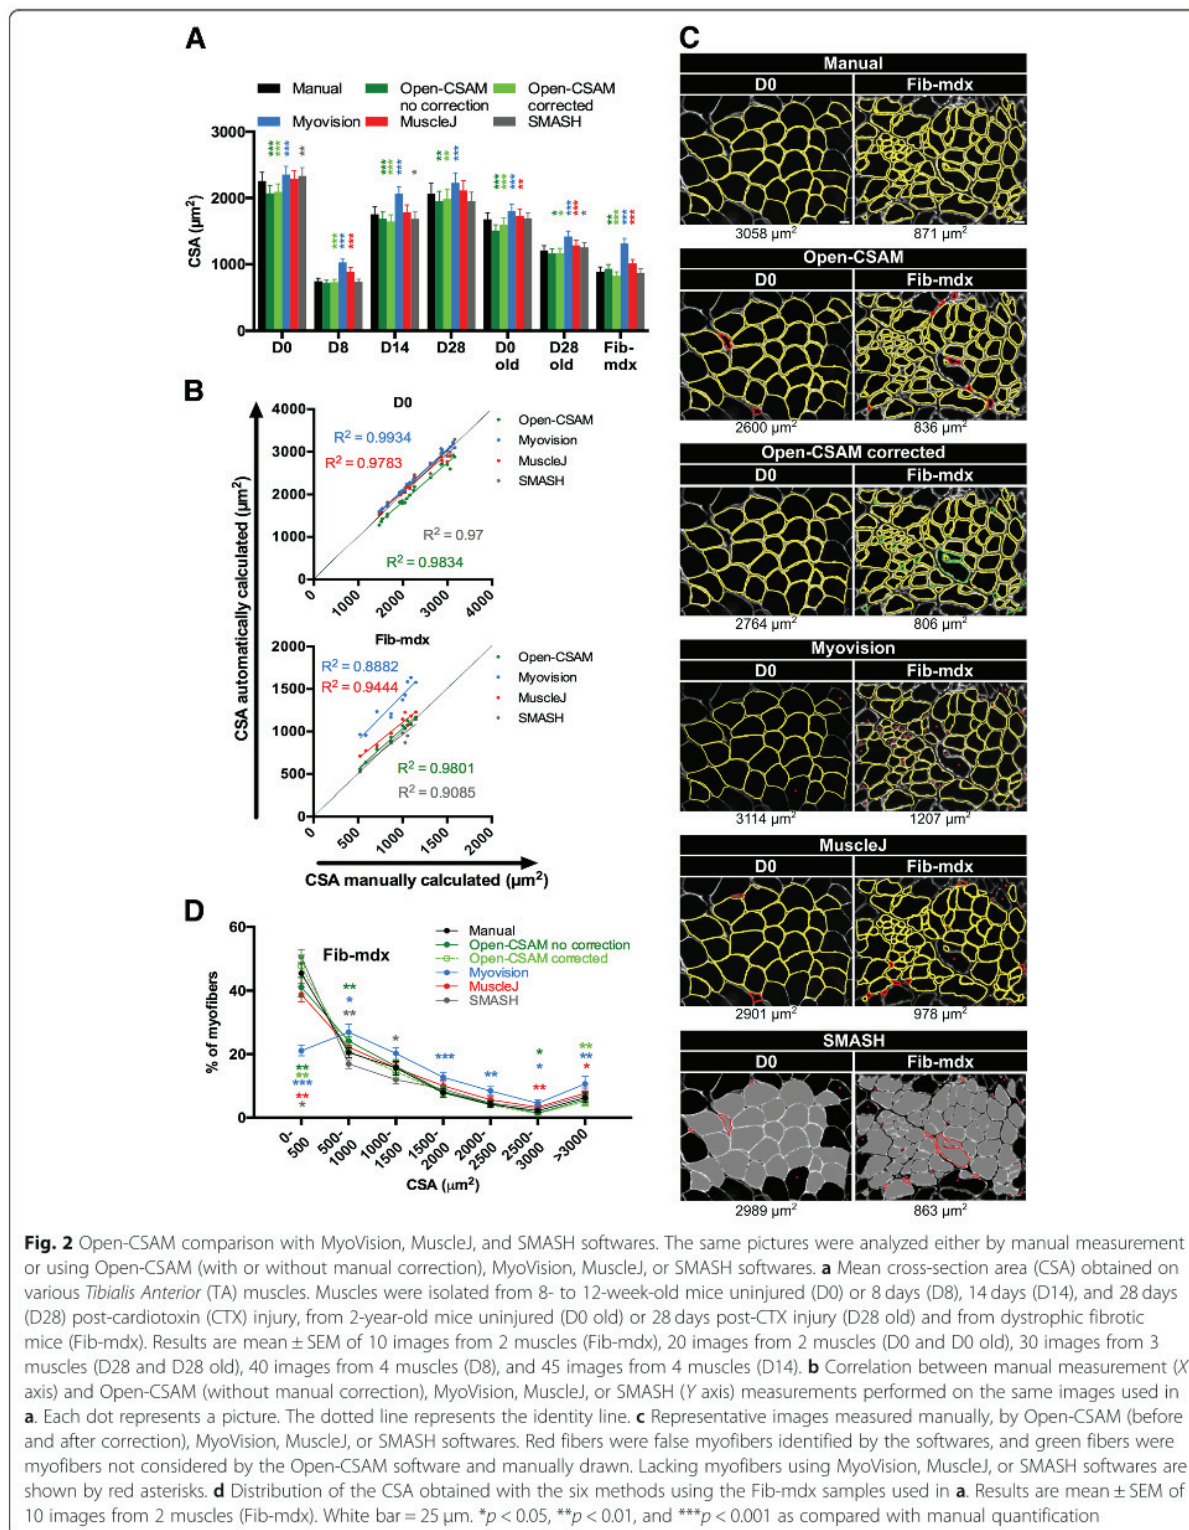 A
Manual
Open-CSAM no correction
Open-CSAM corrected
Myovision
MuscleJ
SMASH
CSA (µm²)
3000
2000
1000
0
*** *** *** **
*** *** ***
*** *** *** *
** ** ***
*** *** *** **
* * *** *** *
** *** *** ***
D0 D8 D14 D28 D0 old D28 old Fib-mdx
B
CSA automatically calculated (µm²)
D0
4000
3000
2000
1000
0
R² = 0.9934
R² = 0.9783
R² = 0.97
R² = 0.9834
Open-CSAM
Myovision
MuscleJ
SMASH
0 1000 2000 3000 4000
Fib-mdx
2000
1500
1000
500
0
R² = 0.8882
R² = 0.9444
R² = 0.9801
R² = 0.9085
Open-CSAM
Myovision
MuscleJ
SMASH
0 500 1000 1500 2000
CSA manually calculated (µm²)
C
Manual
D0 Fib-mdx
3058 µm² 871 µm²
Open-CSAM
D0 Fib-mdx
2600 µm² 836 µm²
Open-CSAM corrected
D0 Fib-mdx
2764 µm² 806 µm²
Myovision
D0 Fib-mdx
3114 µm² 1207 µm²
MuscleJ
D0 Fib-mdx
2901 µm² 978 µm²
SMASH
D0 Fib-mdx
2989 µm² 863 µm²
D
% of myofibers
60
40
20
0
Fib-mdx
Manual
Open-CSAM no correction
Open-CSAM corrected
Myovision
MuscleJ
SMASH
** ** *** ** *
** * **
*
***
**
* * **
** ** *
0-500 500-1000 1000-1500 1500-2000 2000-2500 2500-3000 >3000
CSA (µm²)
Fig. 2 Open-CSAM comparison with MyoVision, MuscleJ, and SMASH softwares. The same pictures were analyzed either by manual measurement
or using Open-CSAM (with or without manual correction), MyoVision, MuscleJ, or SMASH softwares. a Mean cross-section area (CSA) obtained on
various Tibialis Anterior (TA) muscles. Muscles were isolated from 8- to 12-week-old mice uninjured (D0) or 8 days (D8), 14 days (D14), and 28 days
(D28) post-cardiotoxin (CTX) injury, from 2-year-old mice uninjured (D0 old) or 28 days post-CTX injury (D28 old) and from dystrophic fibrotic
mice (Fib-mdx). Results are mean ± SEM of 10 images from 2 muscles (Fib-mdx), 20 images from 2 muscles (D0 and D0 old), 30 images from 3
muscles (D28 and D28 old), 40 images from 4 muscles (D8), and 45 images from 4 muscles (D14). b Correlation between manual measurement (X
axis) and Open-CSAM (without manual correction), MyoVision, MuscleJ, or SMASH (Y axis) measurements performed on the same images used in
a. Each dot represents a picture. The dotted line represents the identity line. c Representative images measured manually, by Open-CSAM (before
and after correction), MyoVision, MuscleJ, or SMASH softwares. Red fibers were false myofibers identified by the softwares, and green fibers were
myofibers not considered by the Open-CSAM software and manually drawn. Lacking myofibers using MyoVision, MuscleJ, or SMASH softwares are
shown by red asterisks. d Distribution of the CSA obtained with the six methods using the Fib-mdx samples used in a. Results are mean ± SEM of
10 images from 2 muscles (Fib-mdx). White bar = 25 µm. *p < 0.05, **p < 0.01, and ***p < 0.001 as compared with manual quantification